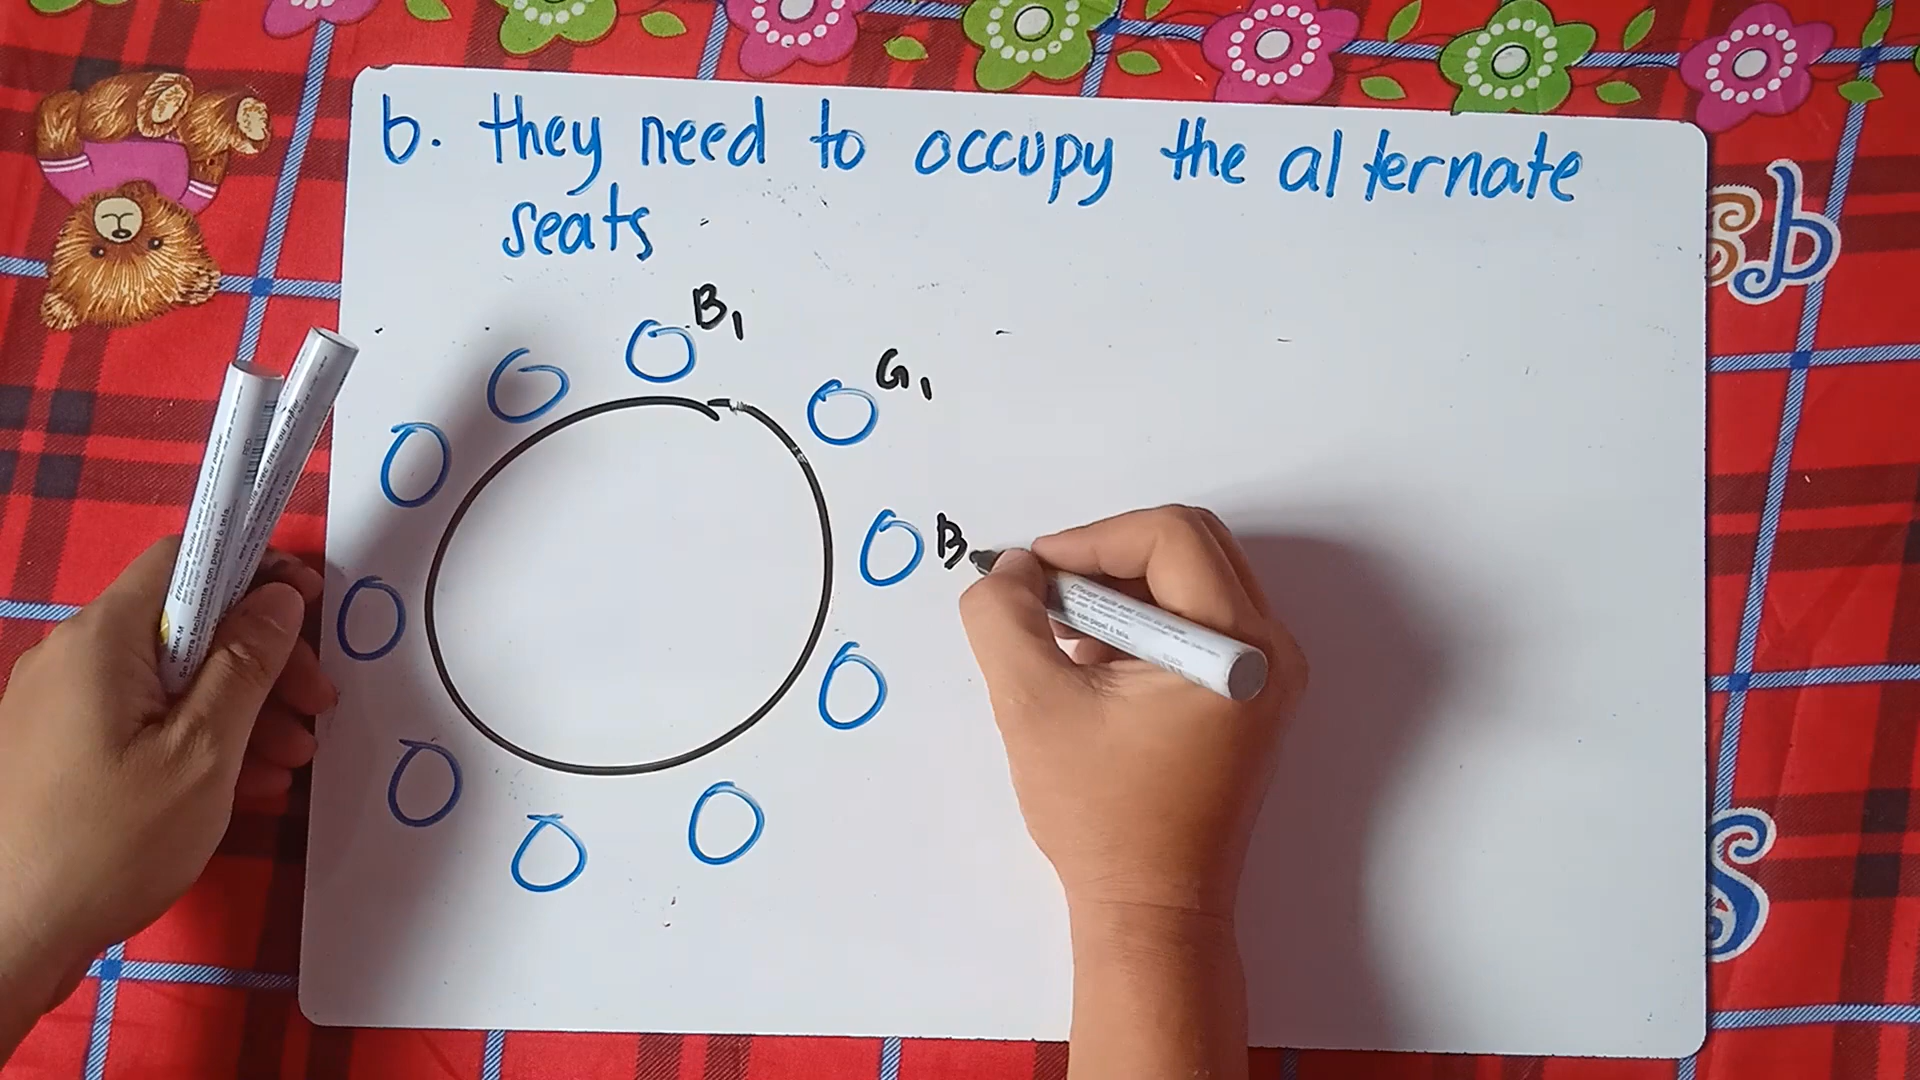 b. they need to occupy the alternate
seats
B1
G1
B